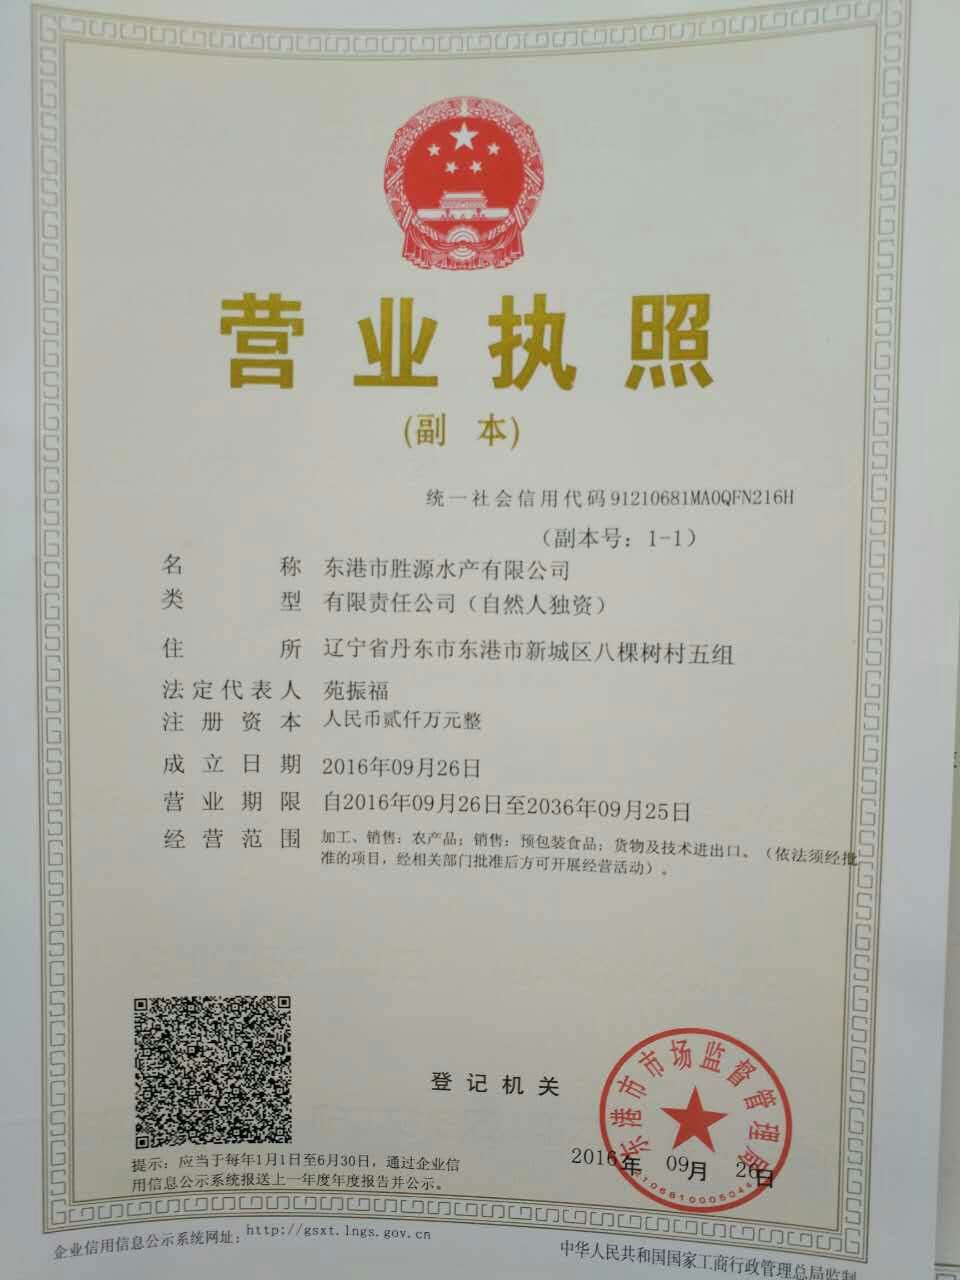 营业执照
(副 本)
统一社会信用代码 91210681MA0QFN216H
（副本号：1-1）
名称 东港市胜源水产有限公司
类型 有限责任公司（自然人独资）
住所 辽宁省丹东市东港市新城区八棵树村五组
法定代表人 苑振福
注册资本 人民币贰仟万元整
成立日期 2016年09月26日
营业期限 自2016年09月26日至2036年09月25日
经营范围 加工、销售：农产品；销售：预包装食品；货物及技术进出口。（依法须经批
准的项目，经相关部门批准后方可开展经营活动）。
登记机关
东港市市场监督管理局
2016年 09月 26日
提示：应当于每年1月1日至6月30日，通过企业信
用信息公示系统报送上一年度年度报告并公示。
企业信用信息公示系统网址：http://gsxt.lngs.gov.cn
中华人民共和国国家工商行政管理总局监制